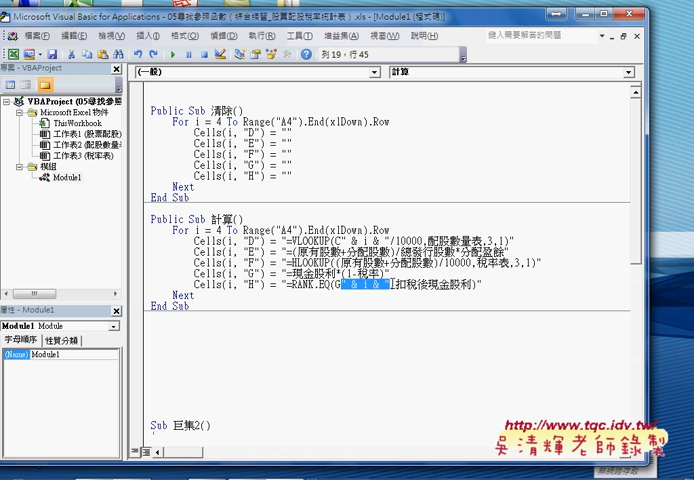 Microsoft Visual Basic for Applications - 05尋找參照函數(綜合練習_股票配股稅率統計表).xls - [Module1 (程式碼)]
檔案(F) 編輯(E) 檢視(V) 插入(I) 格式(O) 偵錯(D) 執行(R) 工具(T) 增益集(A) 視窗(W) 說明(H) 鍵入需要解答的問題
列 19, 行 45
專案 - VBAProject
(一般) 計算
VBAProject (05尋找參照
Microsoft Excel 物件
ThisWorkbook
工作表1 (股票配股)
工作表2 (配股數量
工作表3 (稅率表)
模組
Module1
Public Sub 清除()
For i = 4 To Range("A4").End(xlDown).Row
Cells(i, "D") = ""
Cells(i, "E") = ""
Cells(i, "F") = ""
Cells(i, "G") = ""
Cells(i, "H") = ""
Next
End Sub
Public Sub 計算()
For i = 4 To Range("A4").End(xlDown).Row
Cells(i, "D") = "=VLOOKUP(C" & i & "/10000,配股數量表,3,1)"
Cells(i, "E") = "=(原有股數+分配股數)/總發行股數*分配盈餘"
Cells(i, "F") = "=HLOOKUP((原有股數+分配股數)/10000,稅率表,3,1)"
Cells(i, "G") = "=現金股利*(1-稅率)"
Cells(i, "H") = "=RANK.EQ(G" & i & ",扣稅後現金股利)"
Next
End Sub
Sub 巨集2()
屬性 - Module1
Module1 Module
字母順序 性質分類
(Name) Module1
http://www.tqc.idv.tw
吳清輝老師錄製